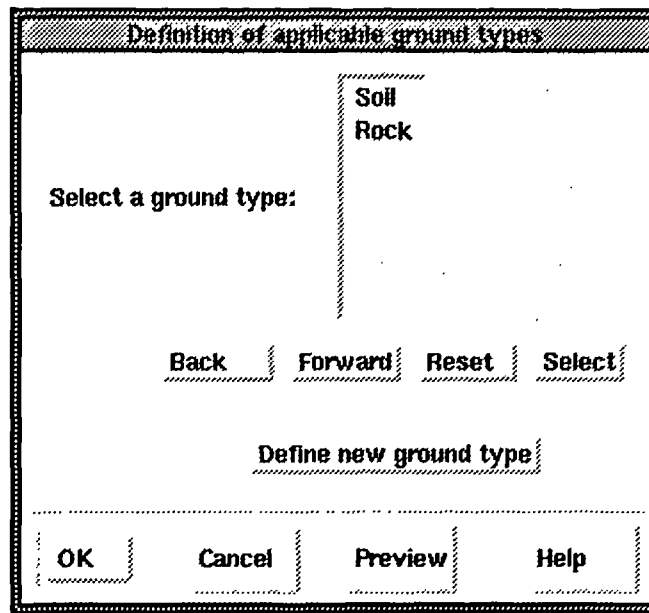 Definition of applicable ground types
Soil
Rock
Select a ground type:
Back Forward Reset Select
Define new ground type
OK Cancel Preview Help